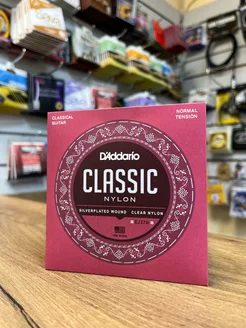 CLASSICAL
GUITAR
NORMAL
TENSION
D'Addario
CLASSIC
NYLON
SILVERPLATED WOUND CLEAR NYLON